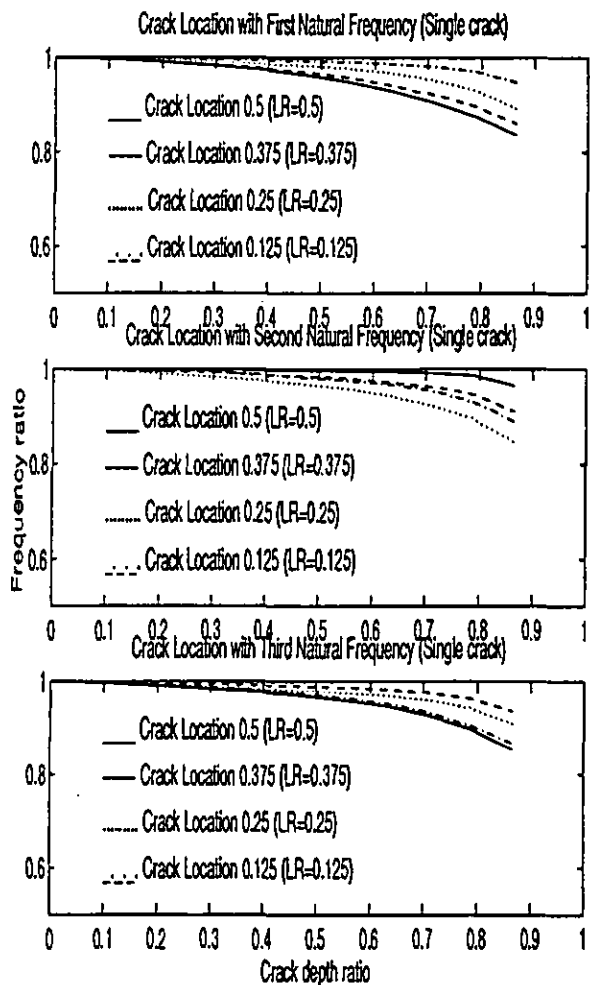 Crack Location with First Natural Frequency (Single crack)
1
Crack Location 0.5 (LR=0.5)
Crack Location 0.375 (LR=0.375)
0.8
Crack Location 0.25 (LR=0.25)
Crack Location 0.125 (LR=0.125)
0.6
0 0.1 0.2 0.3 0.4 0.5 0.6 0.7 0.8 0.9 1
Crack Location with Second Natural Frequency (Single crack)
1
Crack Location 0.5 (LR=0.5)
Crack Location 0.375 (LR=0.375)
0.8
Crack Location 0.25 (LR=0.25)
Crack Location 0.125 (LR=0.125)
0.6
Frequency ratio
0 0.1 0.2 0.3 0.4 0.5 0.6 0.7 0.8 0.9 1
Crack Location with Third Natural Frequency (Single crack)
1
Crack Location 0.5 (LR=0.5)
Crack Location 0.375 (LR=0.375)
0.8
Crack Location 0.25 (LR=0.25)
Crack Location 0.125 (LR=0.125)
0.6
0 0.1 0.2 0.3 0.4 0.5 0.6 0.7 0.8 0.9 1
Crack depth ratio